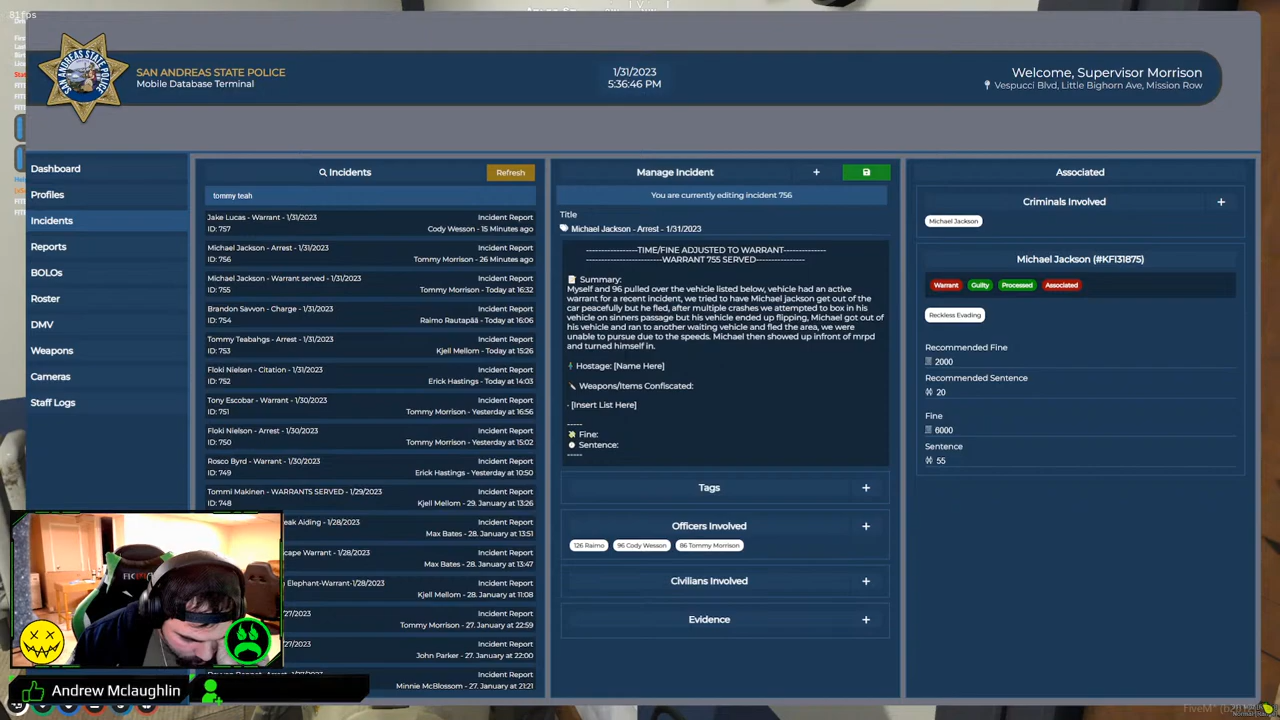 81fps
SAN ANDREAS STATE POLICE
Mobile Database Terminal
1/31/2023
5:36:46 PM
Welcome, Supervisor Morrison
Vespucci Blvd, Little Bighorn Ave, Mission Row
Dashboard
Profiles
Incidents
Reports
BOLOs
Roster
DMV
Weapons
Cameras
Staff Logs
Incidents
Refresh
tommy teah
Jake Lucas - Warrant - 1/31/2023 Incident Report
ID: 757 Cody Wesson - 15 Minutes ago
Michael Jackson - Arrest - 1/31/2023 Incident Report
ID: 756 Tommy Morrison - 26 Minutes ago
Michael Jackson - Warrant served - 1/31/2023 Incident Report
ID: 755 Tommy Morrison - Today at 16:32
Brandon Savvon - Charge - 1/31/2023 Incident Report
ID: 754 Raimo Rautapää - Today at 16:06
Tommy Teabahgs - Arrest - 1/31/2023 Incident Report
ID: 753 Kjell Mellom - Today at 15:26
Floki Nielsen - Citation - 1/31/2023 Incident Report
ID: 752 Erick Hastings - Today at 14:03
Tony Escobar - Warrant - 1/30/2023 Incident Report
ID: 751 Tommy Morrison - Yesterday at 16:56
Floki Nielsen - Arrest - 1/30/2023 Incident Report
ID: 750 Tommy Morrison - Yesterday at 15:02
Rosco Byrd - Warrant - 1/30/2023 Incident Report
ID: 749 Erick Hastings - Yesterday at 10:50
Tommi Makinen - WARRANTS SERVED - 1/29/2023 Incident Report
ID: 748 Kjell Mellom - 29. January at 13:26
eak Aiding - 1/28/2023 Incident Report
Max Bates - 28. January at 13:51
cape Warrant - 1/28/2023 Incident Report
Max Bates - 28. January at 13:47
Elephant-Warrant-1/28/2023 Incident Report
Kjell Mellom - 28. January at 11:08
/27/2023 Incident Report
Tommy Morrison - 27. January at 22:59
/27/2023 Incident Report
John Parker - 27. January at 22:00
Incident Report
Minnie McBlossom - 27. January at 21:21
Manage Incident
You are currently editing incident 756
Title
Michael Jackson - Arrest - 1/31/2023
-----------------TIME/FINE ADJUSTED TO WARRANT--------------
-------------------------WARRANT 755 SERVED----------------
Summary:
Myself and 96 pulled over the vehicle listed below, vehicle had an active
warrant for a recent incident, we tried to have Michael jackson get out of the
car peacefully but he fled, after multiple crashes we attempted to box in his
vehicle on sinners passage but his vehicle ended up flipping, Michael got out of
his vehicle and ran to another waiting vehicle and fled the area, we were
unable to pursue due to the speeds. Michael then showed up infront of mrpd
and turned himself in.
Hostage: [Name Here]
Weapons/Items Confiscated:
- [Insert List Here]
-----
Fine:
Sentence:
-----
Tags
Officers Involved
126 Raimo 96 Cody Wesson 86 Tommy Morrison
Civilians Involved
Evidence
Associated
Criminals Involved
Michael Jackson
Michael Jackson (#KFI31875)
Warrant Guilty Processed Associated
Reckless Evading
Recommended Fine
2000
Recommended Sentence
20
Fine
6000
Sentence
55
Andrew Mclaughlin